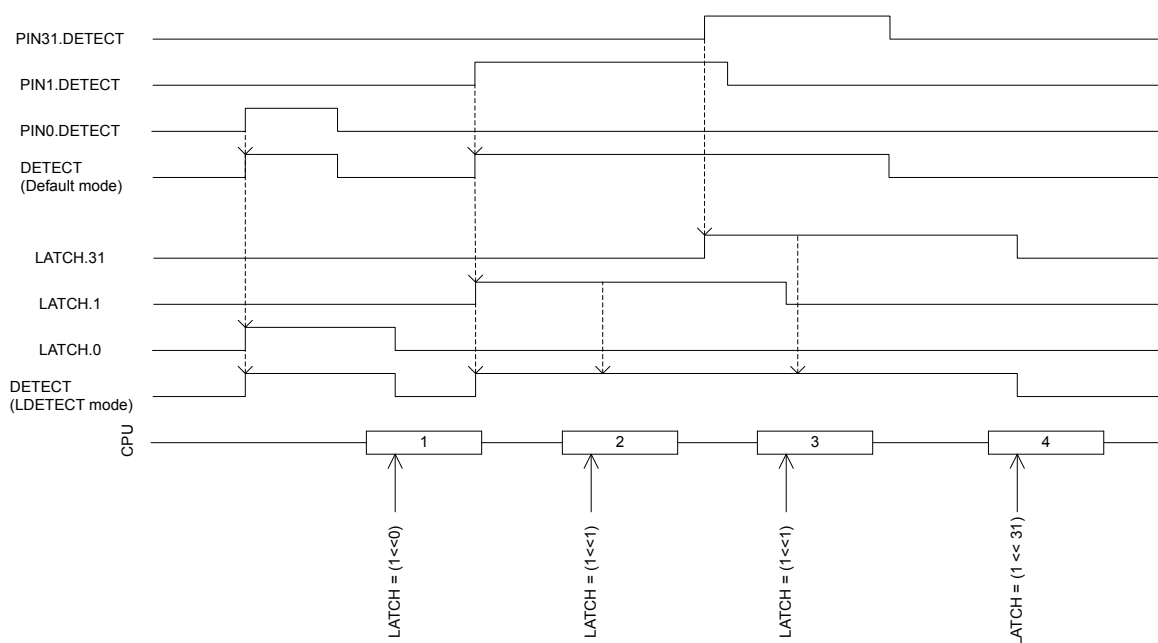 PIN31.DETECT
PIN1.DETECT
PIN0.DETECT
DETECT
(Default mode)
LATCH.31
LATCH.1
LATCH.0
DETECT
(LDETECT mode)
CPU
1
2
3
4
LATCH = (1<<0)
LATCH = (1<<1)
LATCH = (1<<1)
ATCH = (1 << 31)